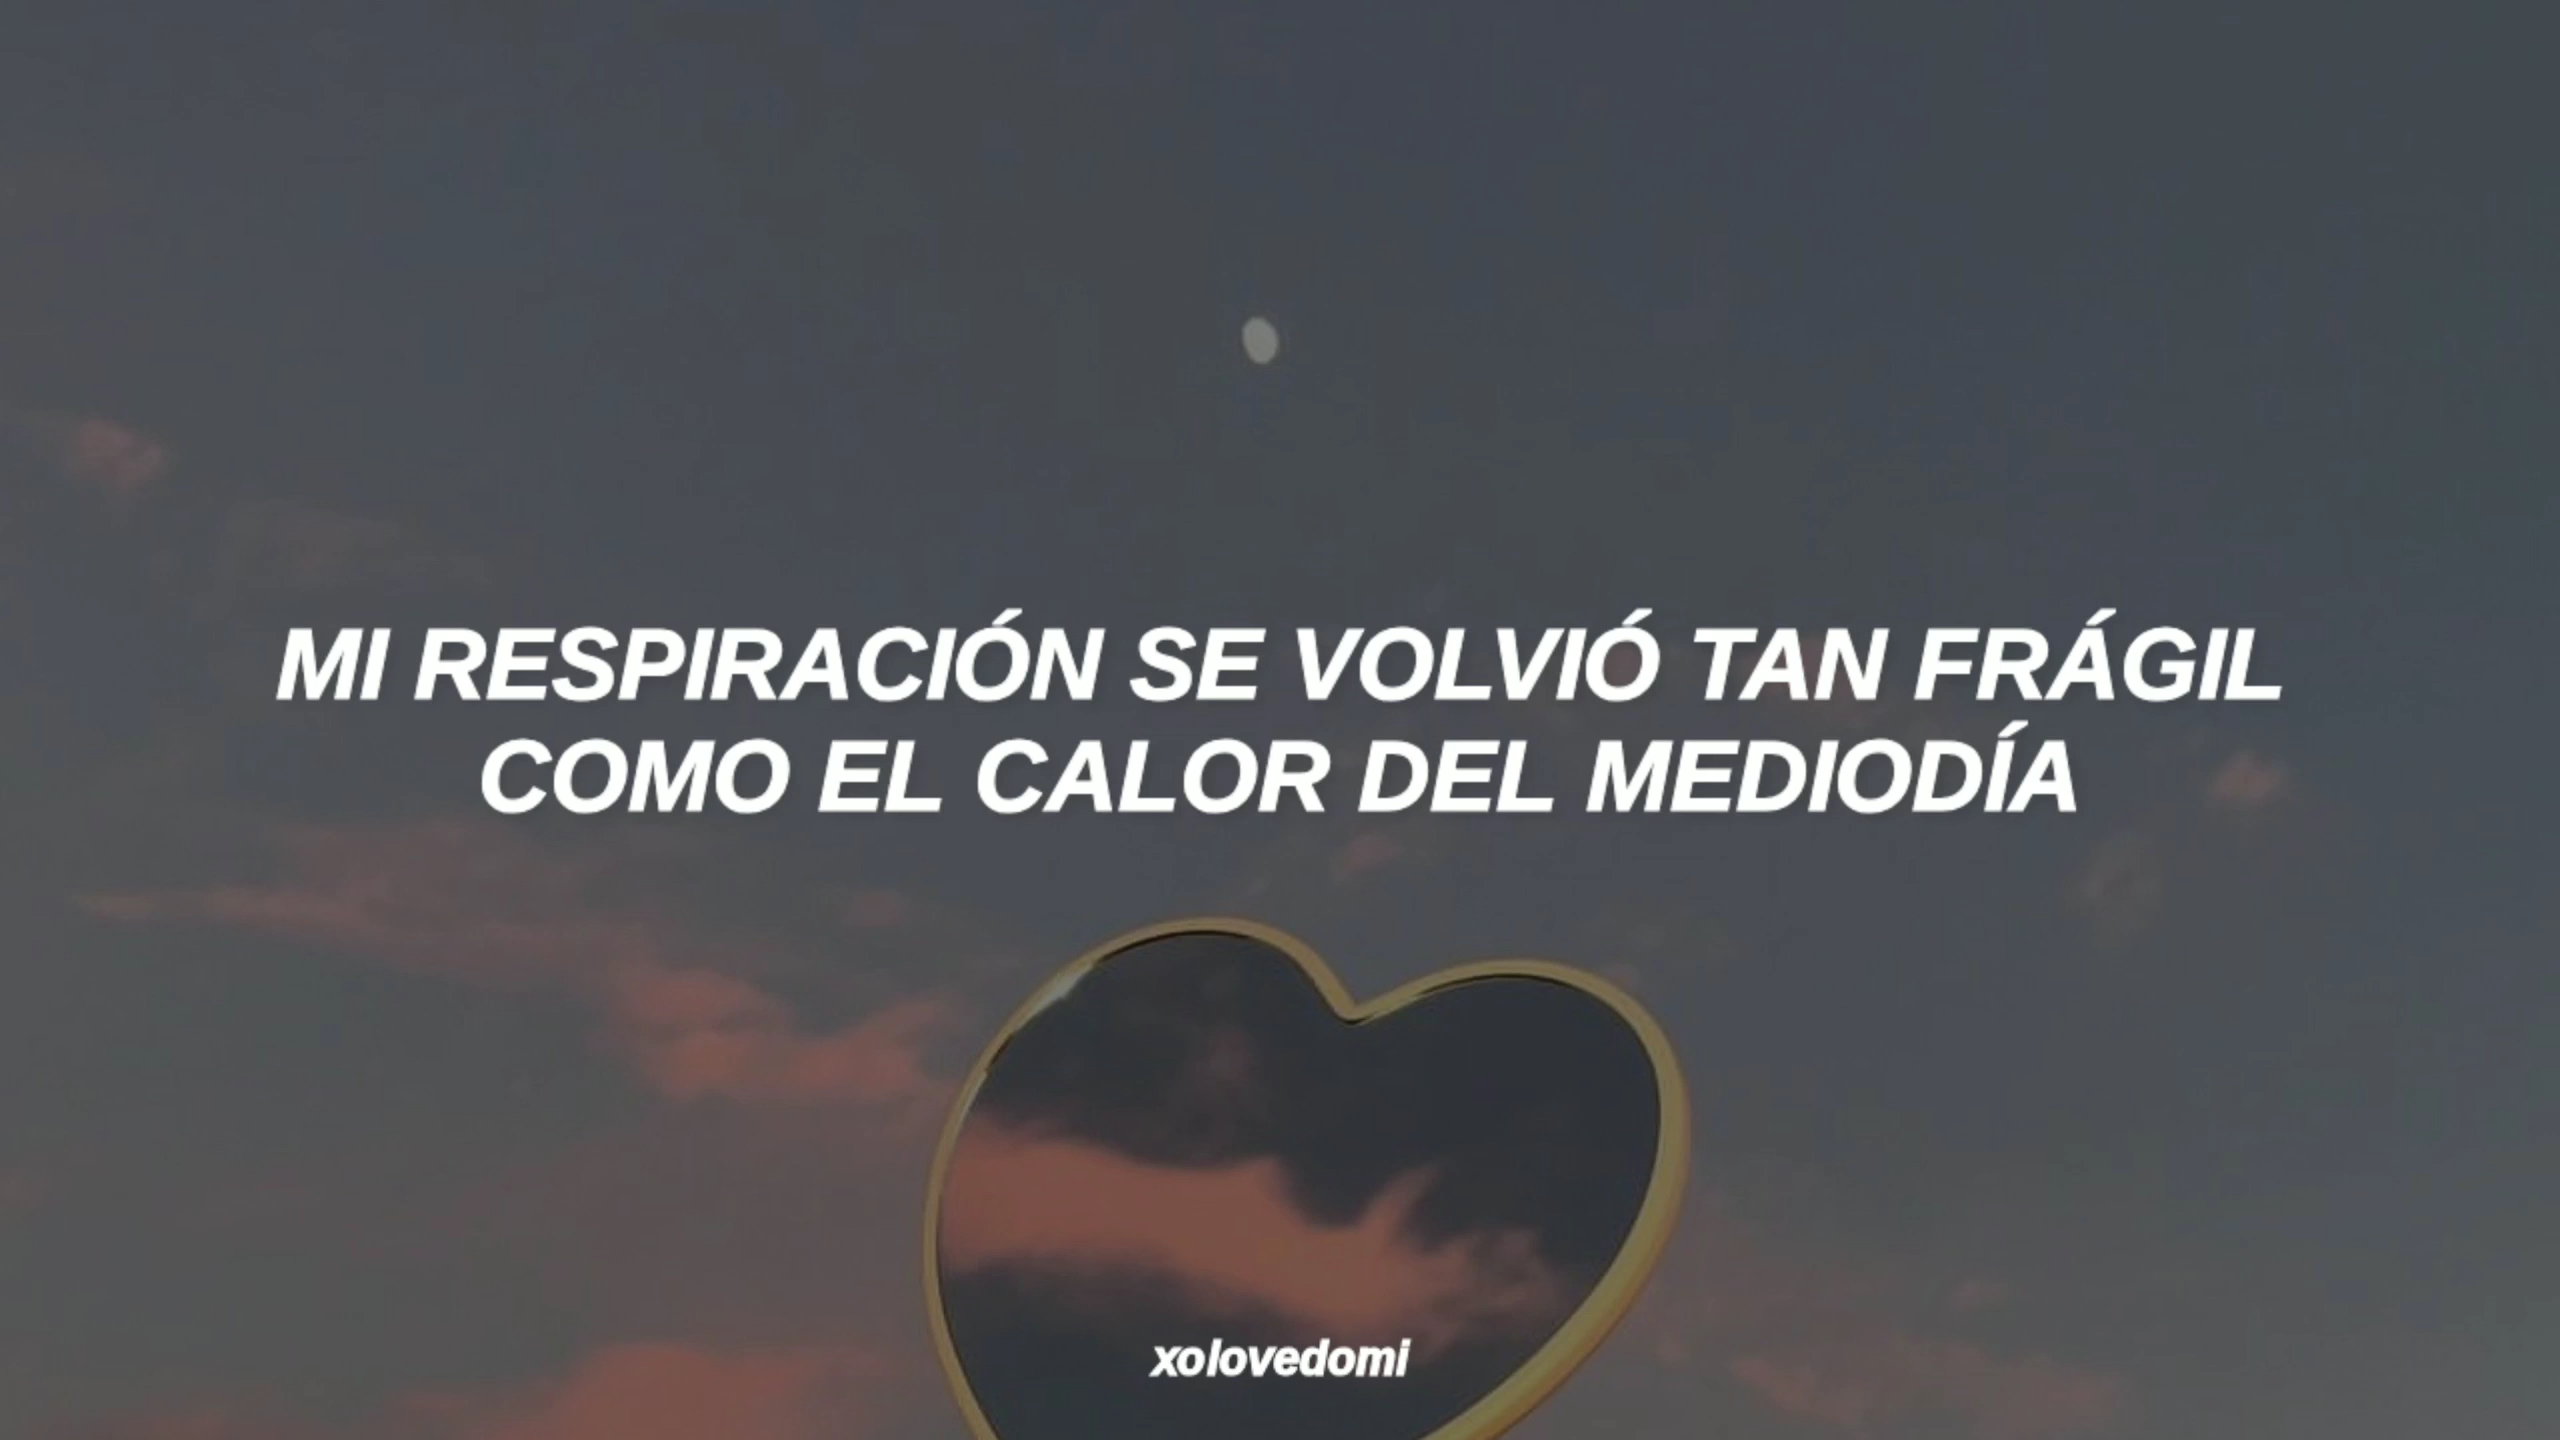 MI RESPIRACIÓN SE VOLVIÓ TAN FRÁGIL
COMO EL CALOR DEL MEDIODÍA
xolovedomi